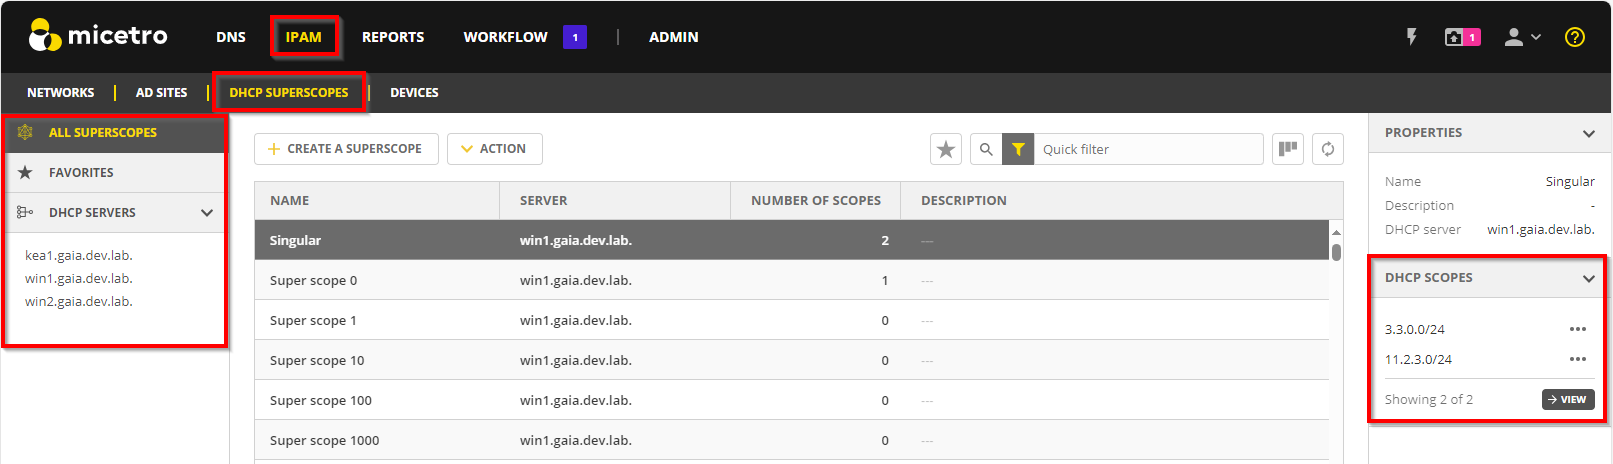 micetro DNS IPAM REPORTS WORKFLOW 1 | ADMIN 1 ?
NETWORKS | AD SITES | DHCP SUPERSCOPES | DEVICES
ALL SUPERSCOPES
FAVORITES
DHCP SERVERS
kea1.gaia.dev.lab.
win1.gaia.dev.lab.
win2.gaia.dev.lab.
+ CREATE A SUPERSCOPE ACTION Quick filter
NAME SERVER NUMBER OF SCOPES DESCRIPTION
Singular win1.gaia.dev.lab. 2 ---
Super scope 0 win1.gaia.dev.lab. 1 ---
Super scope 1 win1.gaia.dev.lab. 0 ---
Super scope 10 win1.gaia.dev.lab. 0 ---
Super scope 100 win1.gaia.dev.lab. 0 ---
Super scope 1000 win1.gaia.dev.lab. 0 ---
PROPERTIES
Name Singular
Description -
DHCP server win1.gaia.dev.lab.
DHCP SCOPES
3.3.0.0/24 •••
11.2.3.0/24 •••
Showing 2 of 2 → VIEW